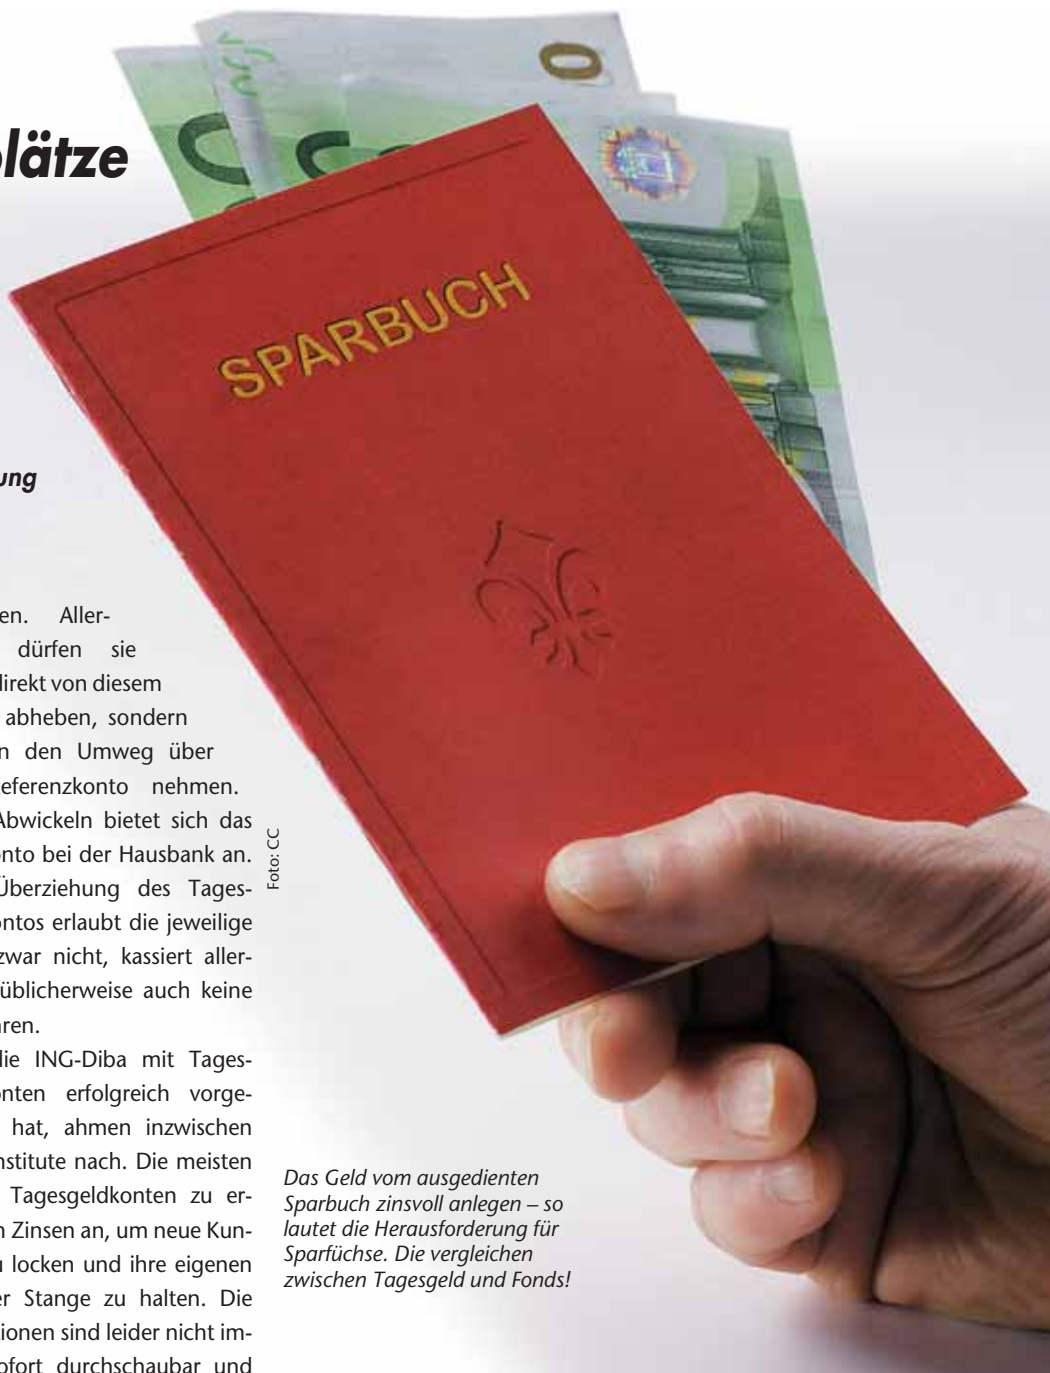 plätze
SPARBUCH
0
ung
en. Aller-
dürfen sie
direkt von diesem
abheben, sondern
n den Umweg über
eferenzkonto nehmen.
Abwickeln bietet sich das
onto bei der Hausbank an.
Überziehung des Tages-
ontos erlaubt die jeweilige
zwar nicht, kassiert aller-
üblicherweise auch keine
hren.
die ING-Diba mit Tages-
onten erfolgreich vorge-
hat, ahmen inzwischen
nstitute nach. Die meisten
Tagesgeldkonten zu er-
n Zinsen an, um neue Kun-
u locken und ihre eigenen
er Stange zu halten. Die
tionen sind leider nicht im-
ofort durchschaubar und
Foto: CC
Das Geld vom ausgedienten
Sparbuch zinsvoll anlegen – so
lautet die Herausforderung für
Sparfüchse. Die vergleichen
zwischen Tagesgeld und Fonds!